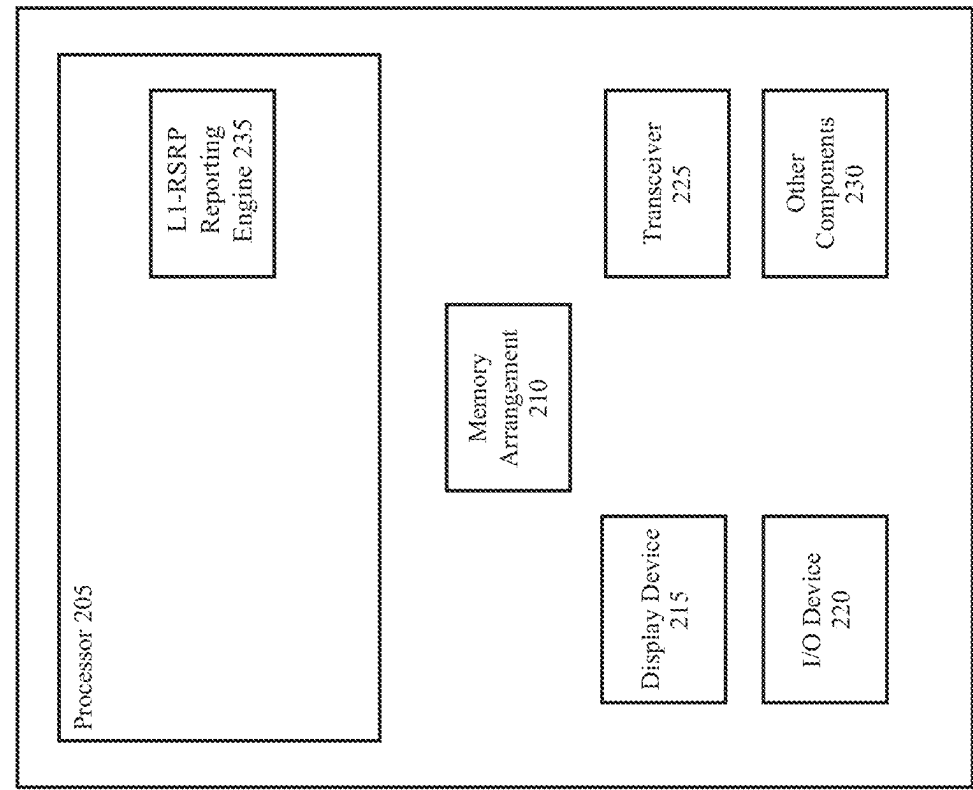 Processor 205
L1-RSRP
Reporting
Engine 235
Memory
Arrangement
210
Display Device
215
Transceiver
225
I/O Device
220
Other
Components
230